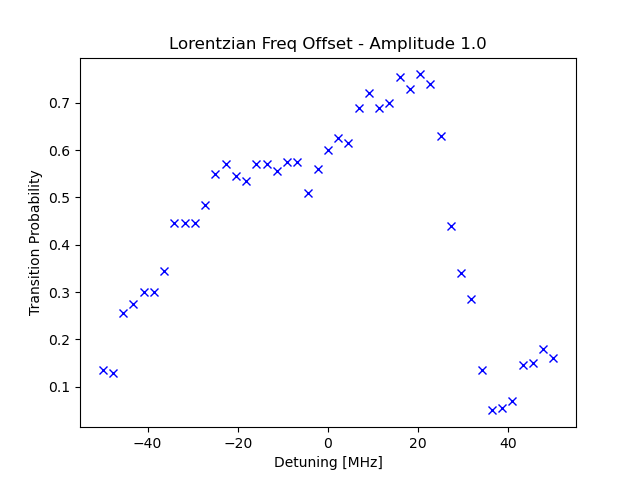 Lorentzian Freq Offset - Amplitude 1.0
Transition Probability
0.7
0.6
0.5
0.4
0.3
0.2
0.1
−40 −20 0 20 40
Detuning [MHz]